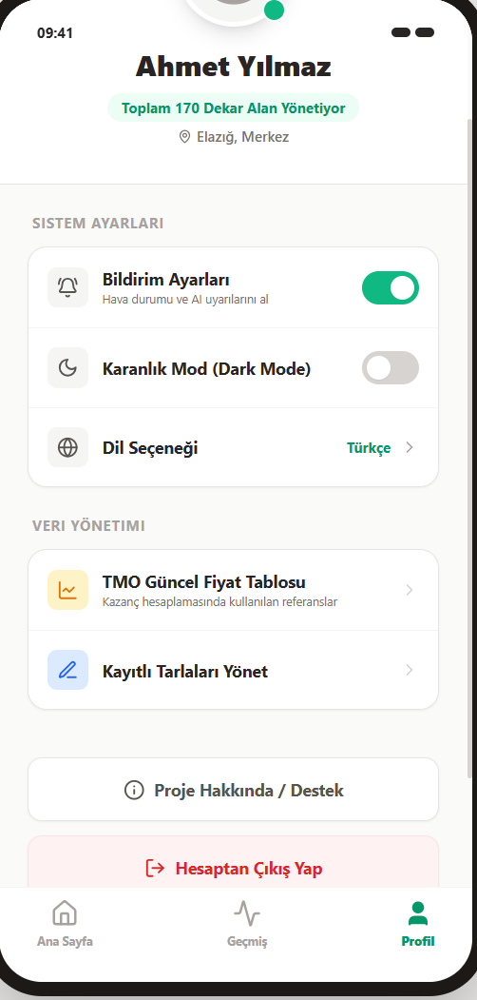 09:41
Ahmet Yılmaz
Toplam 170 Dekar Alan Yönetiyor
Elazığ, Merkez
SISTEM AYARLARI
Bildirim Ayarları
Hava durumu ve AI uyarılarını al
Karanlık Mod (Dark Mode)
Dil Seçeneği
Türkçe
VERI YÖNETIMI
TMO Güncel Fiyat Tablosu
Kazanç hesaplamasında kullanılan referanslar
Kayıtlı Tarlaları Yönet
Proje Hakkında / Destek
Hesaptan Çıkış Yap
Ana Sayfa
Geçmiş
Profil